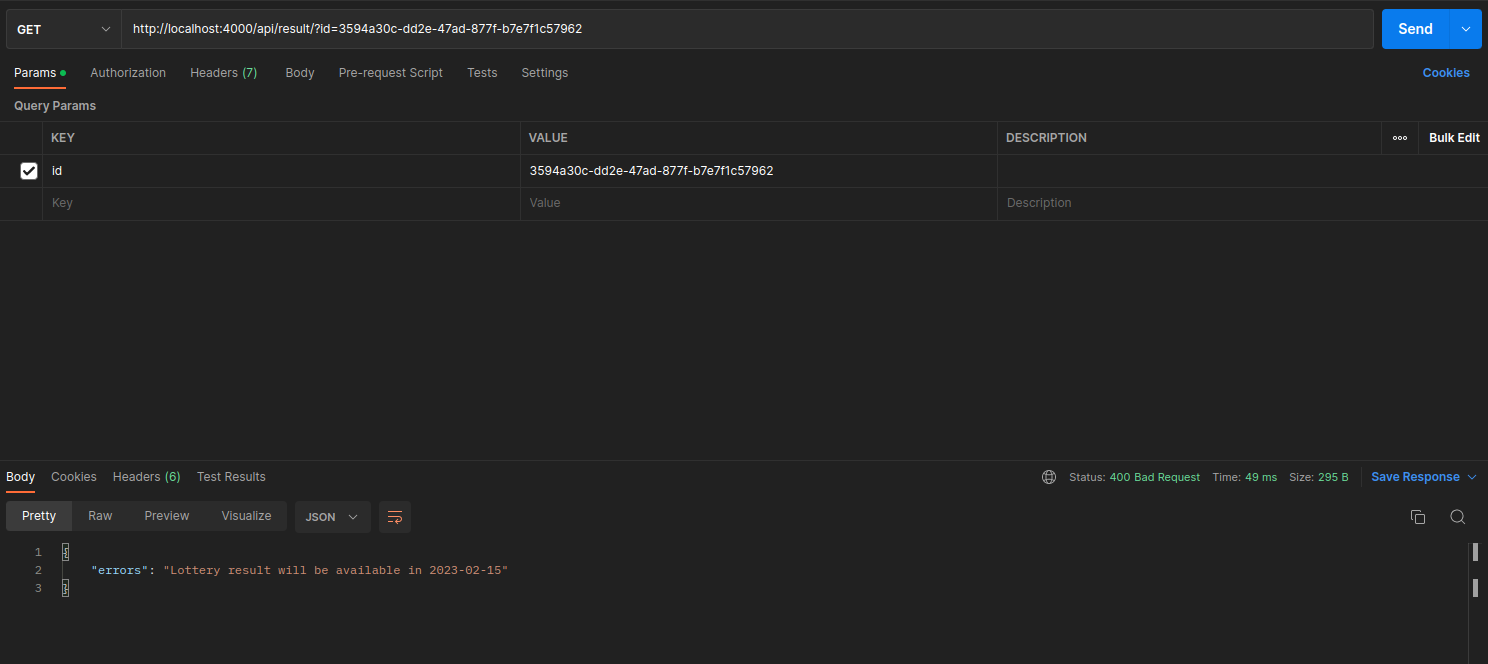 GET http://localhost:4000/api/result/?id=3594a30c-dd2e-47ad-877f-b7e7f1c57962 Send
Params Authorization Headers (7) Body Pre-request Script Tests Settings Cookies
Query Params
KEY VALUE DESCRIPTION Bulk Edit
id 3594a30c-dd2e-47ad-877f-b7e7f1c57962
Key Value Description
Body Cookies Headers (6) Test Results Status: 400 Bad Request Time: 49 ms Size: 295 B Save Response
Pretty Raw Preview Visualize JSON
1 {
2 "errors": "Lottery result will be available in 2023-02-15"
3 }